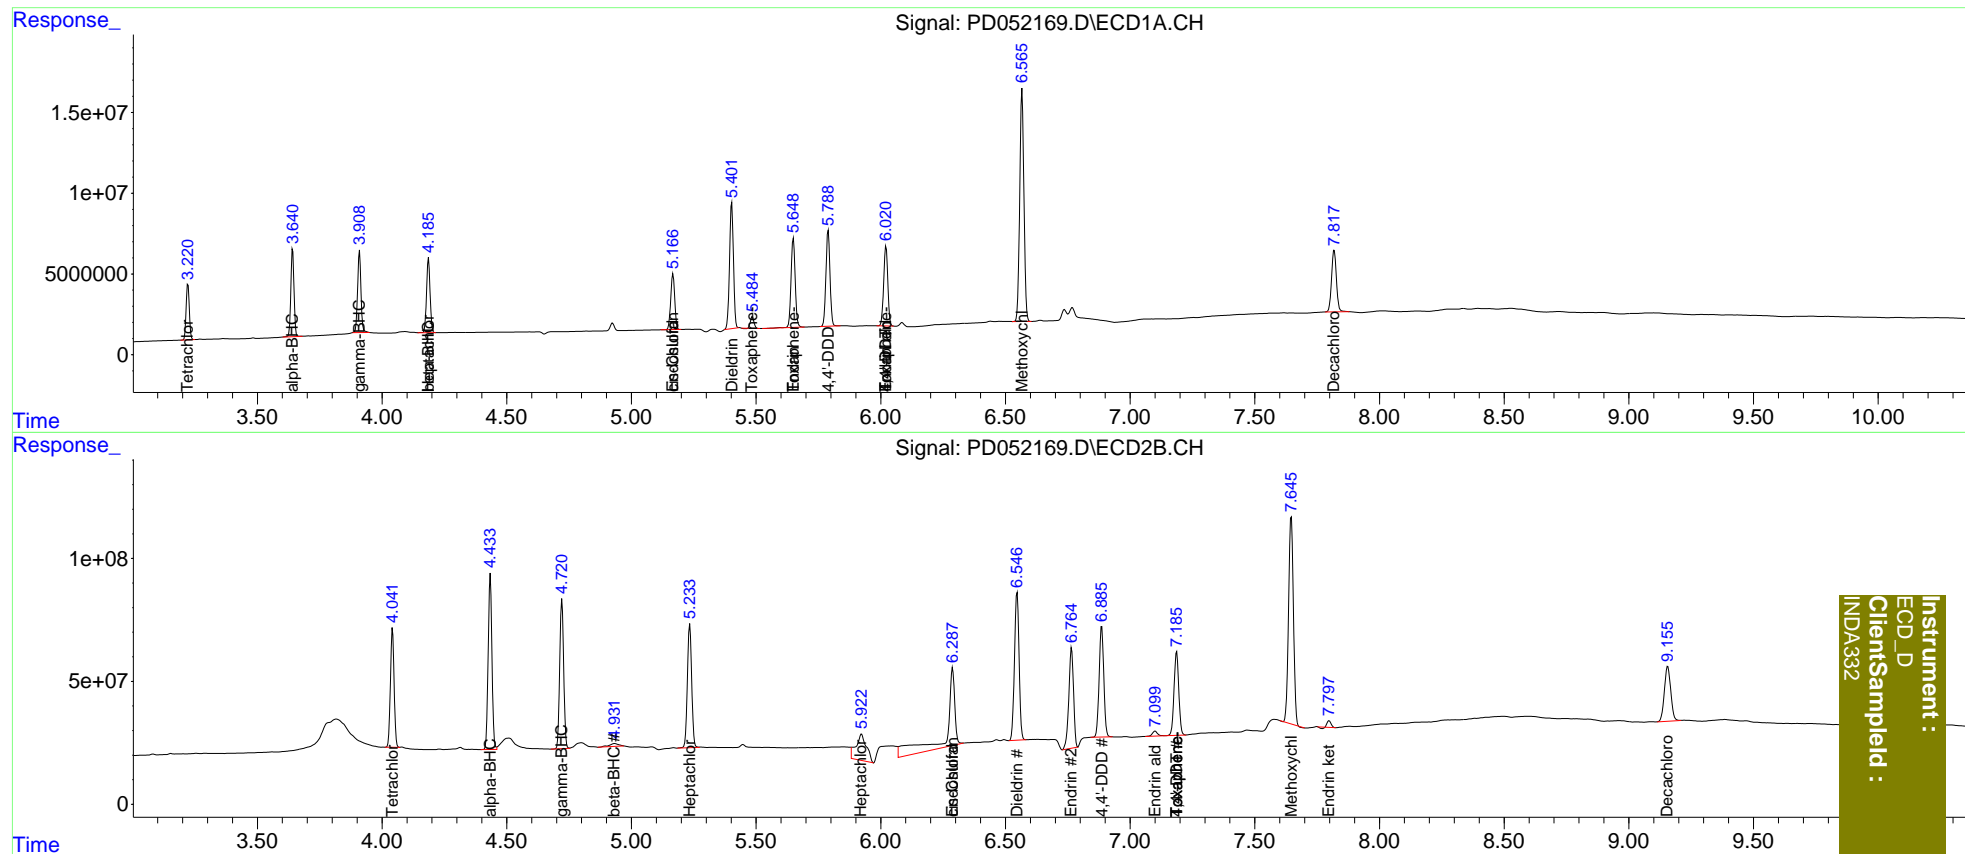 Response_
Signal: PD052169.D\ECD1A.CH
1.5e+07
1e+07
5000000
0
3.220
3.640
3.908
4.185
5.166
5.401
5.484
5.648
5.788
6.020
6.565
7.817
Tetrachlor
alpha-BHC
gamma-BHC
Heptachlor
beta-BHC
Dieldrin
Toxaphene-
Toxaphene-
Endrin
4,4'-DDD
Methoxychl
Decachloro
3.50 4.00 4.50 5.00 5.50 6.00 6.50 7.00 7.50 8.00 8.50 9.00 9.50 10.00
Time
Response_
Signal: PD052169.D\ECD2B.CH
1e+08
5e+07
0
4.041
4.433
4.720
4.931
5.233
5.922
6.287
6.546
6.764
6.885
7.099
7.185
7.645
7.797
9.155
Tetrachlor
alpha-BHC
gamma-BHC
beta-BHC #
Heptachlor
Heptachlor
Dieldrin #
Endrin #2
4,4'-DDD #
Endrin ald
Methoxychl
Endrin ket
Decachloro
3.50 4.00 4.50 5.00 5.50 6.00 6.50 7.00 7.50 8.00 8.50 9.00 9.50
Time
Instrument :
ECD_D
ClientSampleId :
INDA332